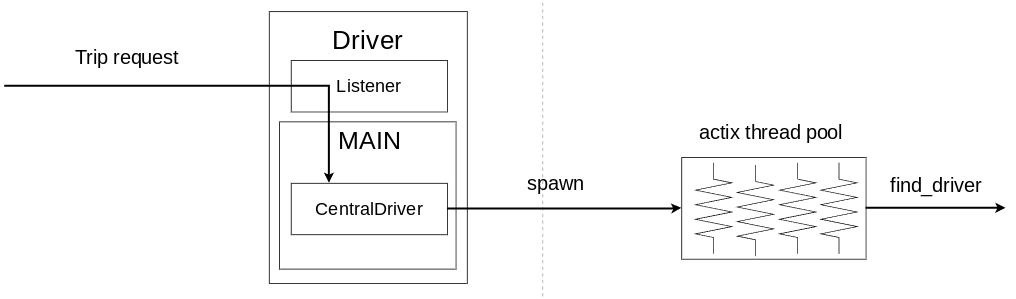 Trip request
Driver
Listener
MAIN
CentralDriver
spawn
actix thread pool
find_driver